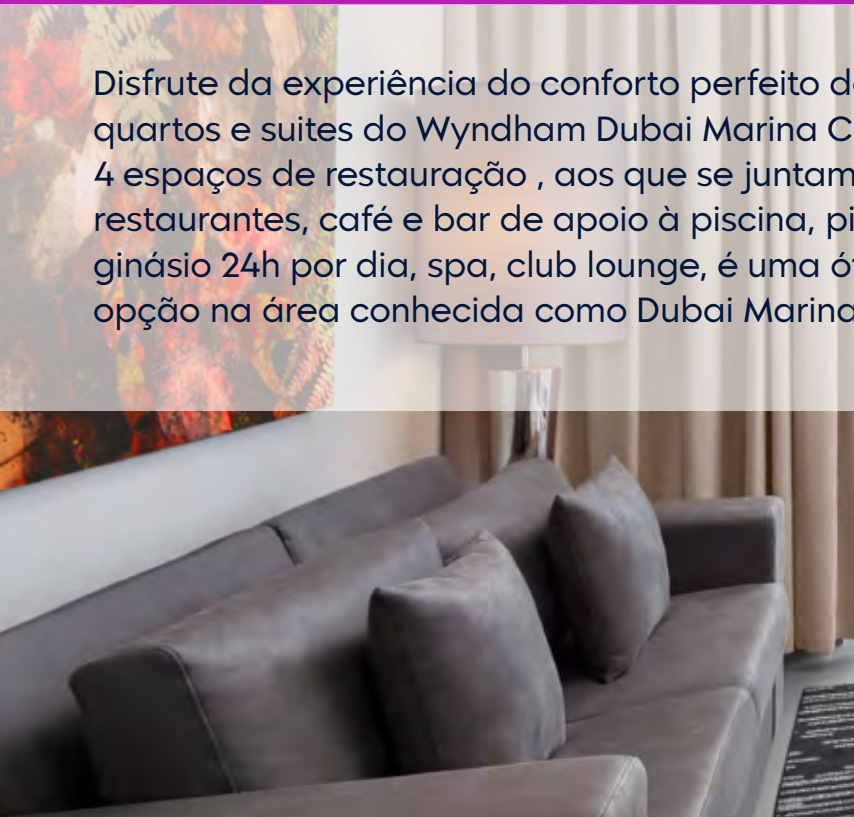 Disfrute da experiência do conforto perfeito
quartos e suites do Wyndham Dubai Marina
4 espaços de restauração , aos que se juntam
restaurantes, café e bar de apoio à piscina,
ginásio 24h por dia, spa, club lounge, é uma
opção na área conhecida como Dubai Marina